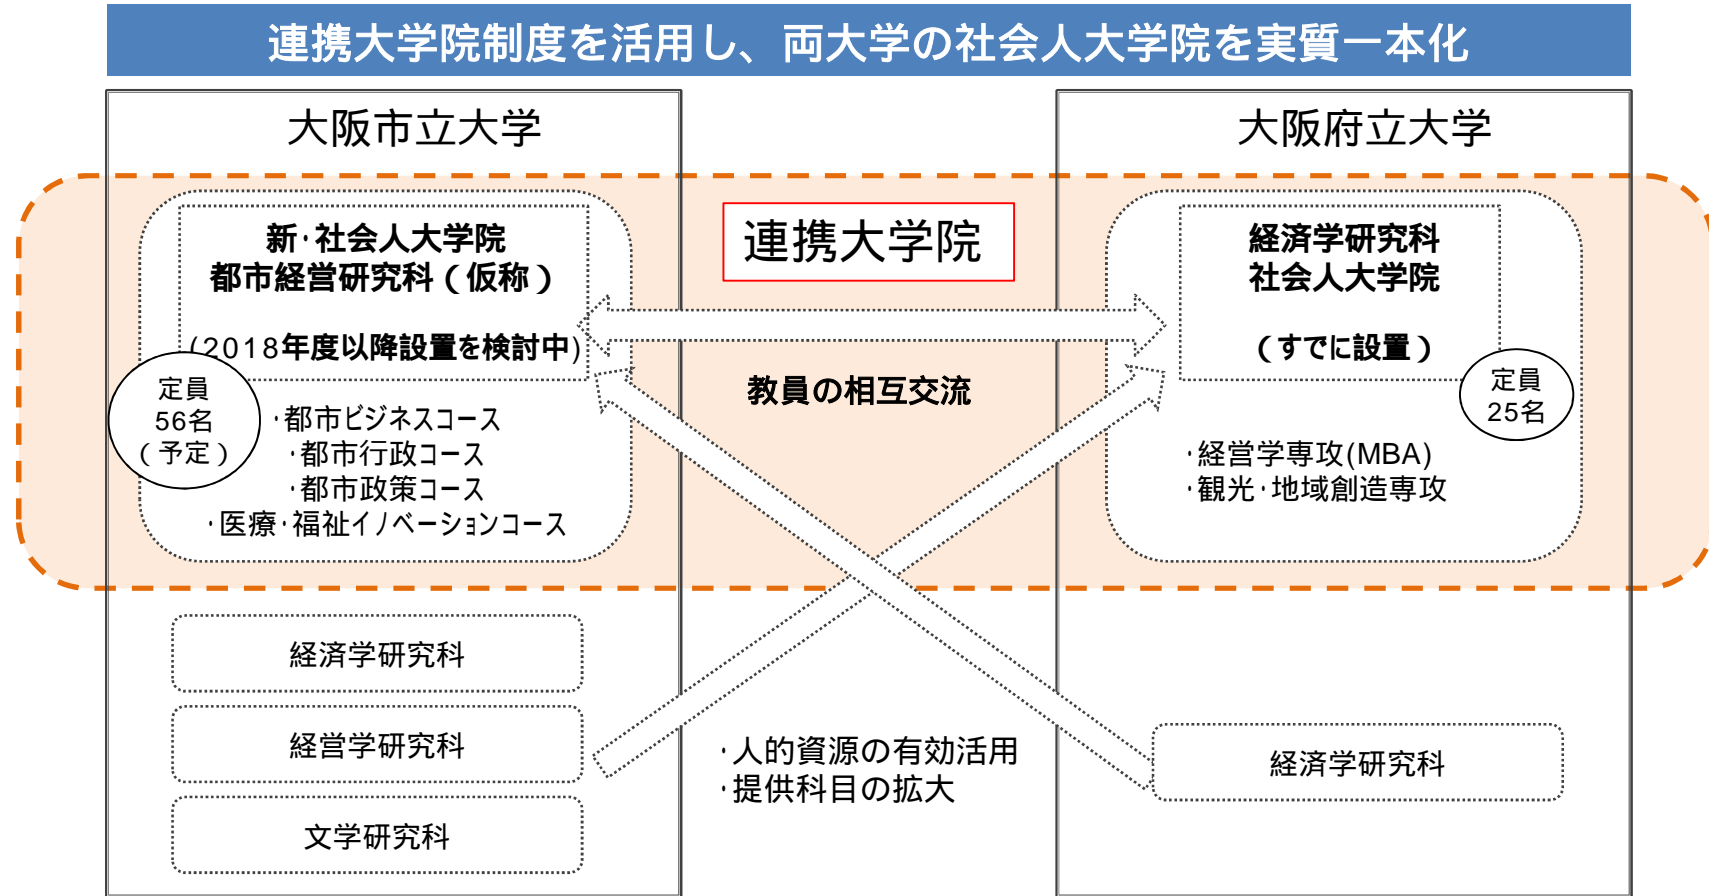 連携大学院制度を活用し、両大学の社会人大学院を実質一本化
大阪市立大学
新・社会人大学院
都市経営研究科（仮称）
(2018年度以降設置を検討中)
定員
56名
（予定）
・都市ビジネスコース
・都市行政コース
・都市政策コース
・医療・福祉イノベーションコース
経済学研究科
経営学研究科
文学研究科
連携大学院
教員の相互交流
・人的資源の有効活用
・提供科目の拡大
大阪府立大学
経済学研究科
社会人大学院
（すでに設置）
定員
25名
・経営学専攻(MBA)
・観光・地域創造専攻
経済学研究科